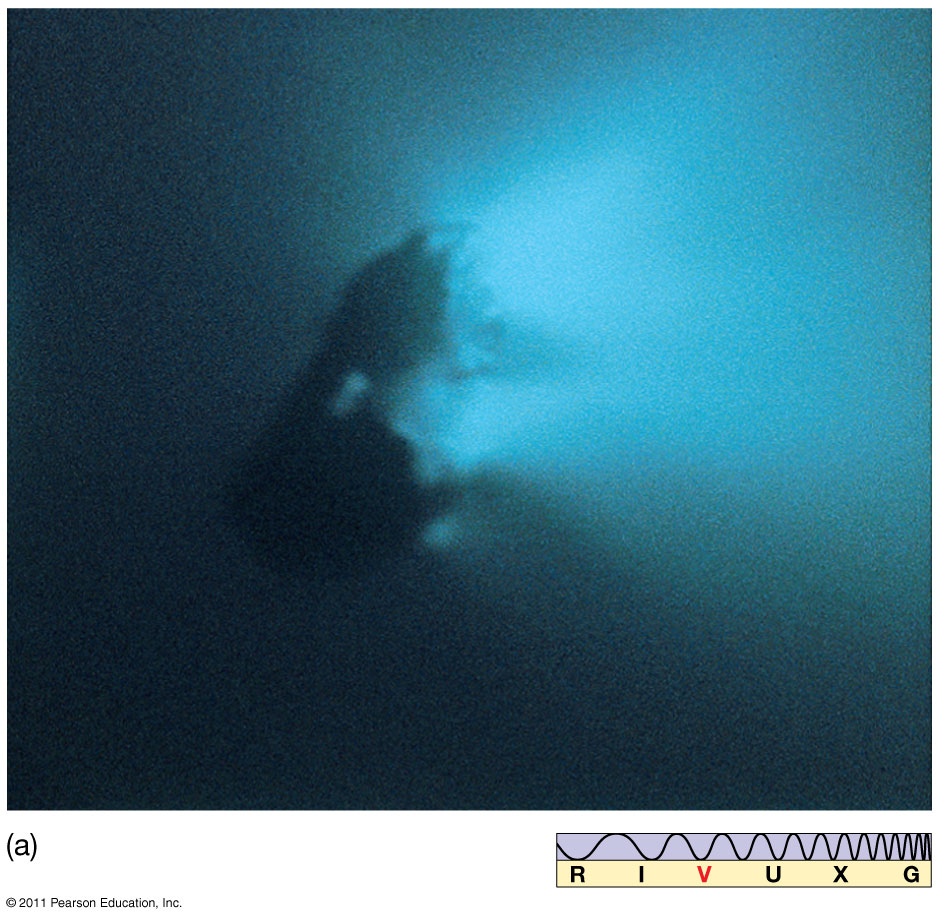 (a)
R I V U X G
© 2011 Pearson Education, Inc.